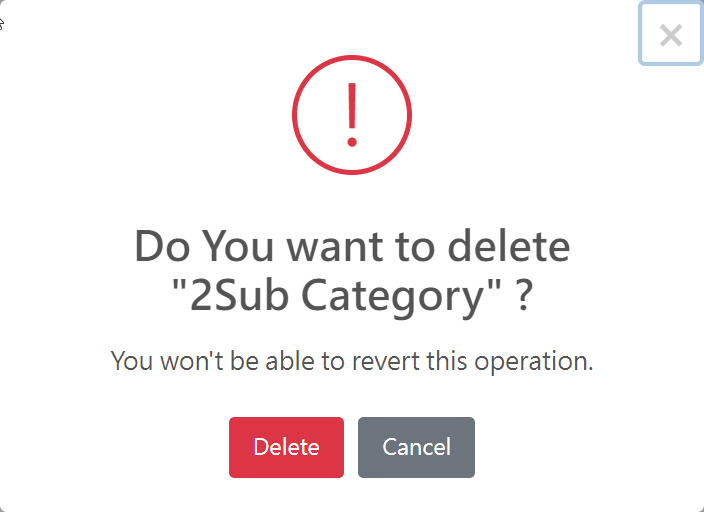 ×
!
Do You want to delete
"2Sub Category" ?
You won't be able to revert this operation.
Delete Cancel